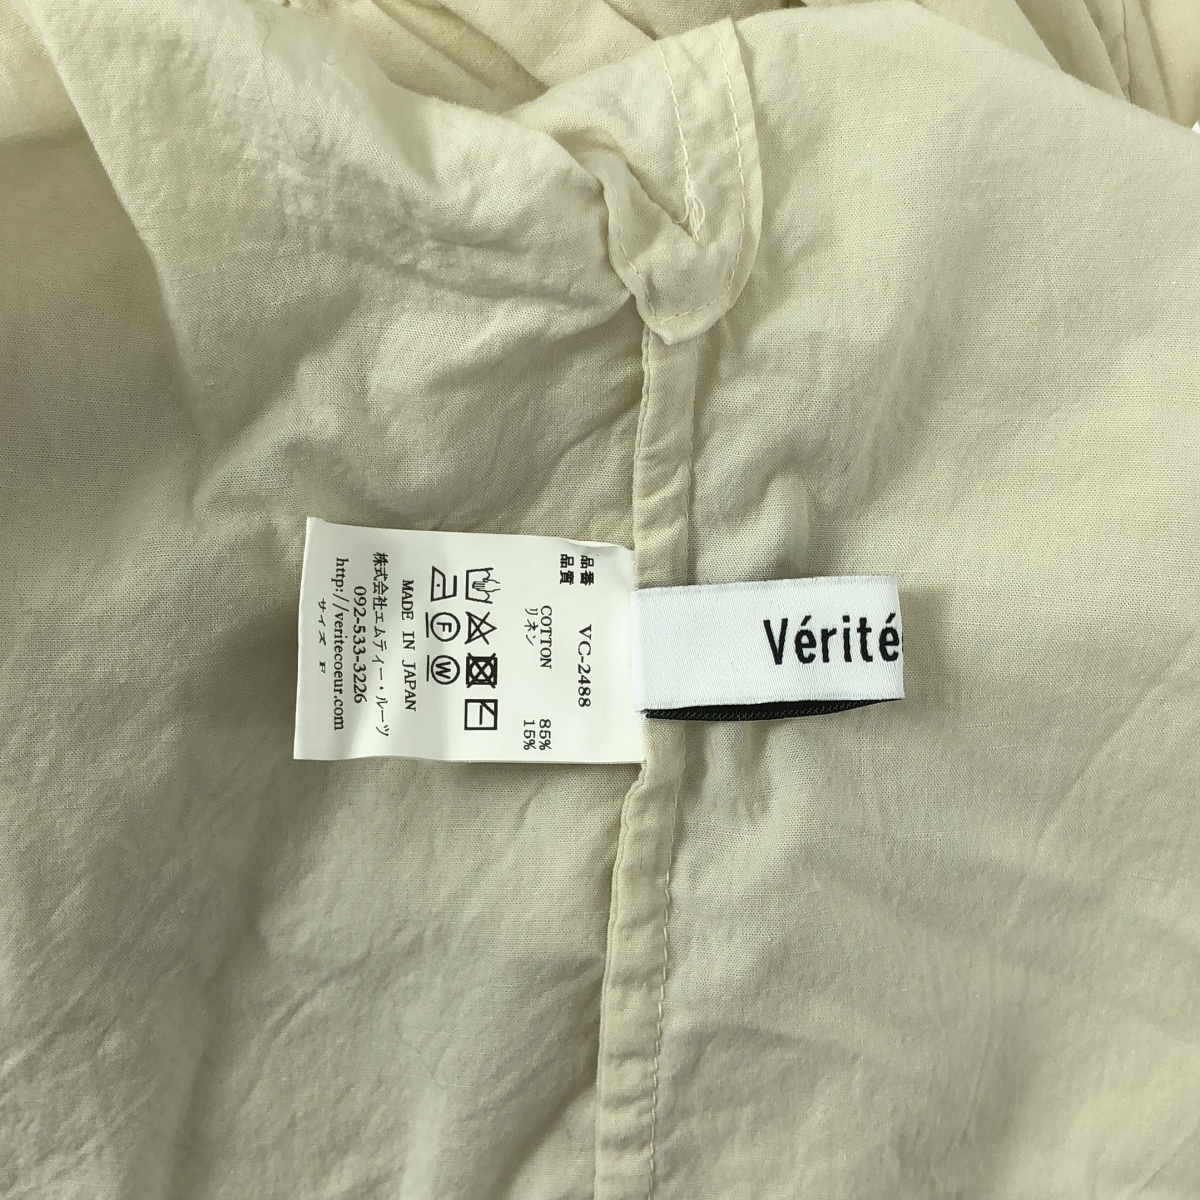 品番 VC-2488
品質 COTTON 85%
リネン 15%
F W
MADE IN JAPAN
株式会社エムティー・ルーツ
092-533-3226
http://veritecoeur.com
サイズ F
Vérité